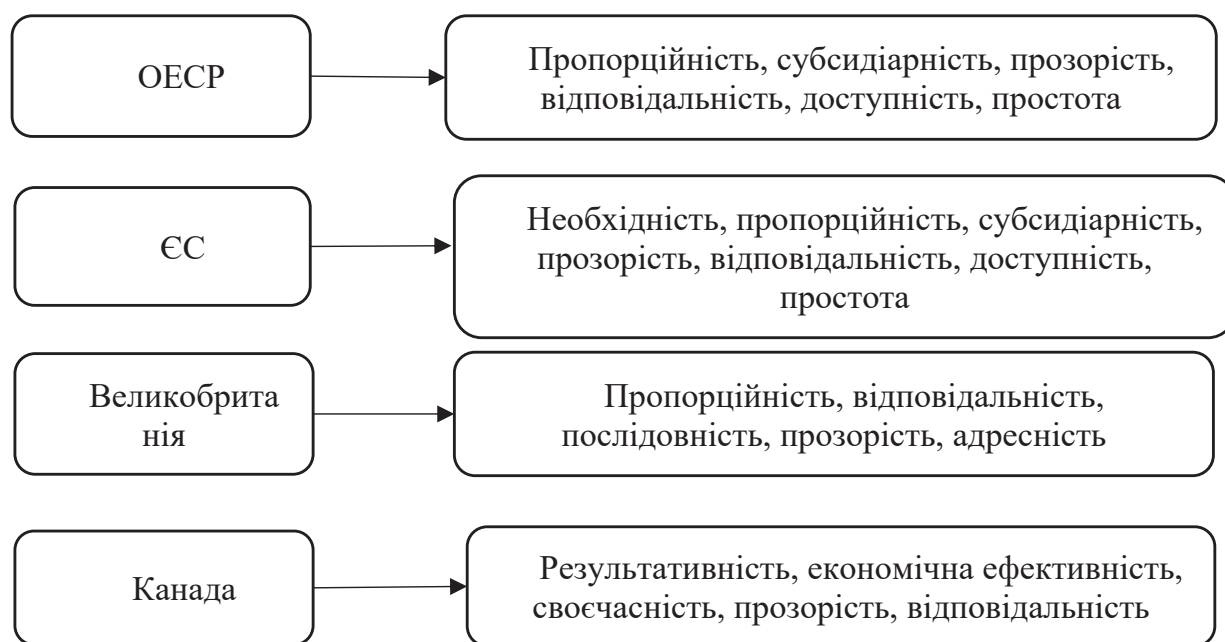 ОЕСР
Пропорційність, субсидіарність, прозорість,
відповідальність, доступність, простота
ЄС
Необхідність, пропорційність, субсидіарність,
прозорість, відповідальність, доступність,
простота
Великобрита
нія
Пропорційність, відповідальність,
послідовність, прозорість, адресність
Канада
Результативність, економічна ефективність,
своєчасність, прозорість, відповідальність